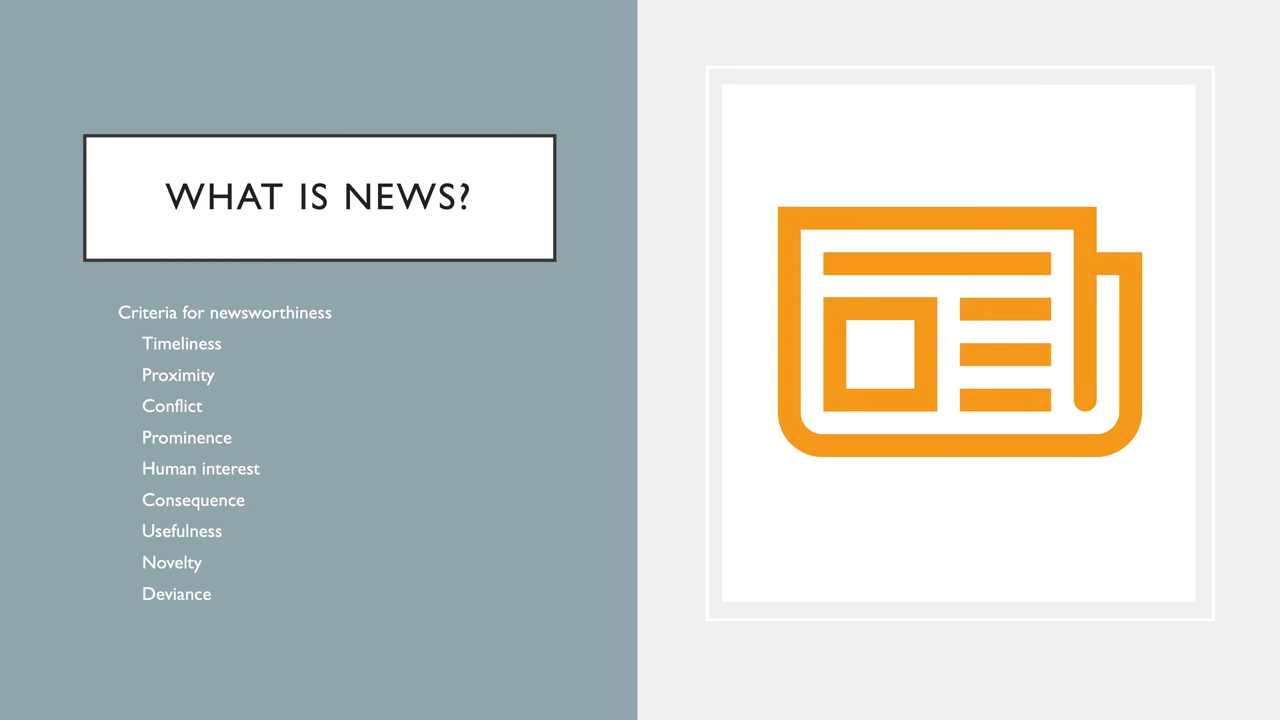 WHAT IS NEWS?
Criteria for newsworthiness
Timeliness
Proximity
Conflict
Prominence
Human interest
Consequence
Usefulness
Novelty
Deviance